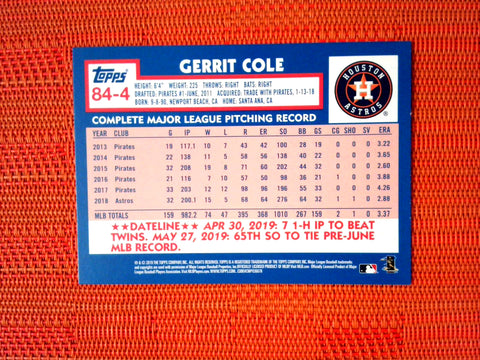 GERRIT COLE
Topps
84-4
HEIGHT: 6'4" WEIGHT: 225 THROWS: RIGHT BATS: RIGHT
DRAFTED: PIRATES #1-JUNE, 2011 ACQUIRED: TRADE WITH PIRATES, 1-13-18
BORN: 9-8-90, NEWPORT BEACH, CA HOME: SANTA ANA, CA
HOUSTON
ASTROS
COMPLETE MAJOR LEAGUE PITCHING RECORD
YEAR CLUB G IP W L R ER SO BB GS CG SHO SV ERA
2013 Pirates 19 117.1 10 7 43 42 100 28 19 0 0 0 3.22
2014 Pirates 22 138 11 5 58 56 138 40 22 0 0 0 3.65
2015 Pirates 32 208 19 8 71 60 202 44 32 0 0 0 2.60
2016 Pirates 21 116 7 10 57 50 98 36 21 1 0 0 3.88
2017 Pirates 33 203 12 12 98 96 196 55 33 0 0 0 4.26
2018 Astros 32 200.1 15 5 68 64 276 64 32 1 1 0 2.88
MLB TOTALS 159 982.2 74 47 395 368 1010 267 159 2 1 0 3.37
★★DATELINE★★ APR 30, 2019: 7 1-H IP TO BEAT
TWINS. MAY 27, 2019: 65TH SO TO TIE PRE-JUNE
MLB RECORD.